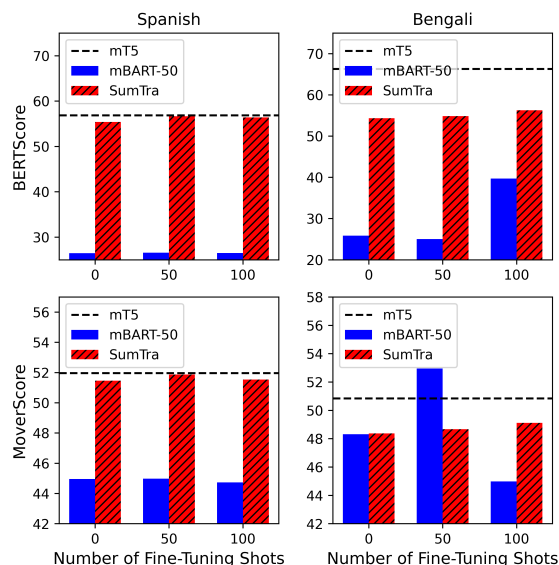 Spanish
Bengali
BERTScore
70
60
50
40
30
mT5
mBART-50
SumTra
0
50
100
70
60
50
40
30
20
mT5
mBART-50
SumTra
0
50
100
MoverScore
56
54
52
50
48
46
44
42
mT5
mBART-50
SumTra
0
50
100
Number of Fine-Tuning Shots
58
56
54
52
50
48
46
44
42
mT5
mBART-50
SumTra
0
50
100
Number of Fine-Tuning Shots